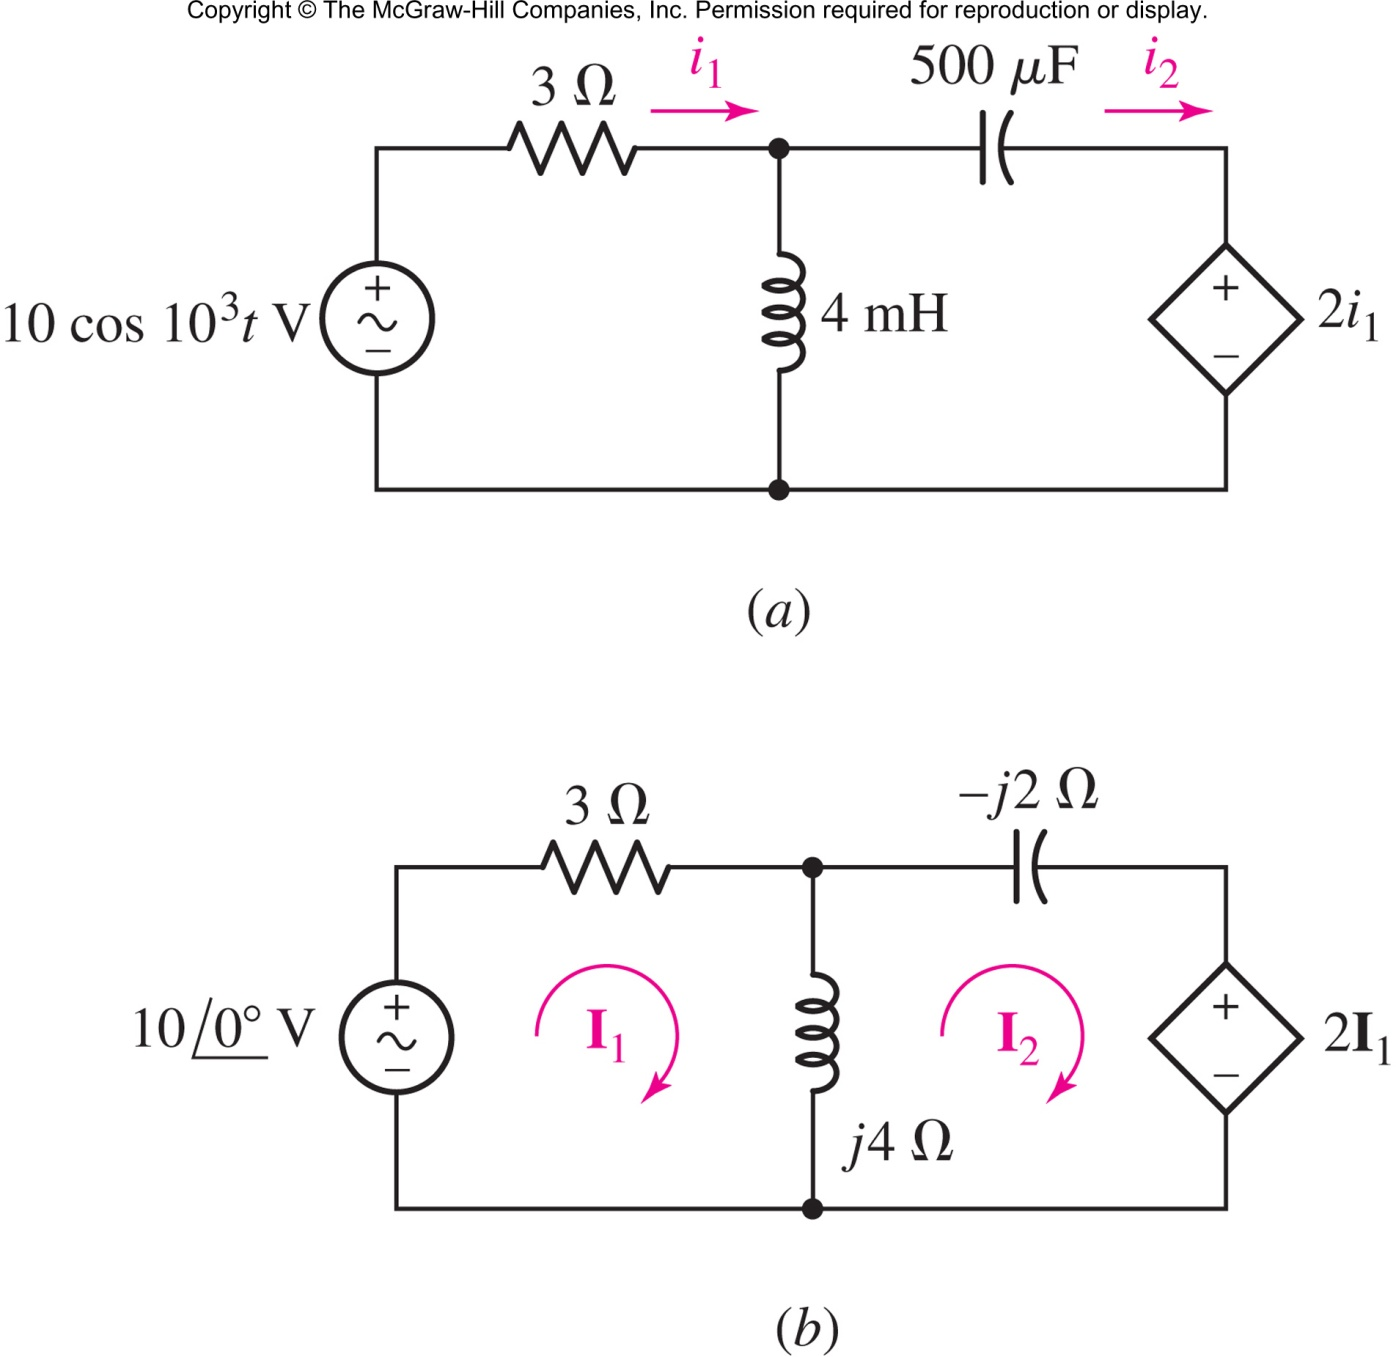 Copyright © The McGraw-Hill Companies, Inc. Permission required for reproduction or display.
3 Ω
i₁
500 μF
i₂
10 cos 10³t V
+
−
4 mH
+
−
2i₁
(a)
3 Ω
−j2 Ω
10/0° V
+
−
I₁
I₂
+
−
2I₁
j4 Ω
(b)